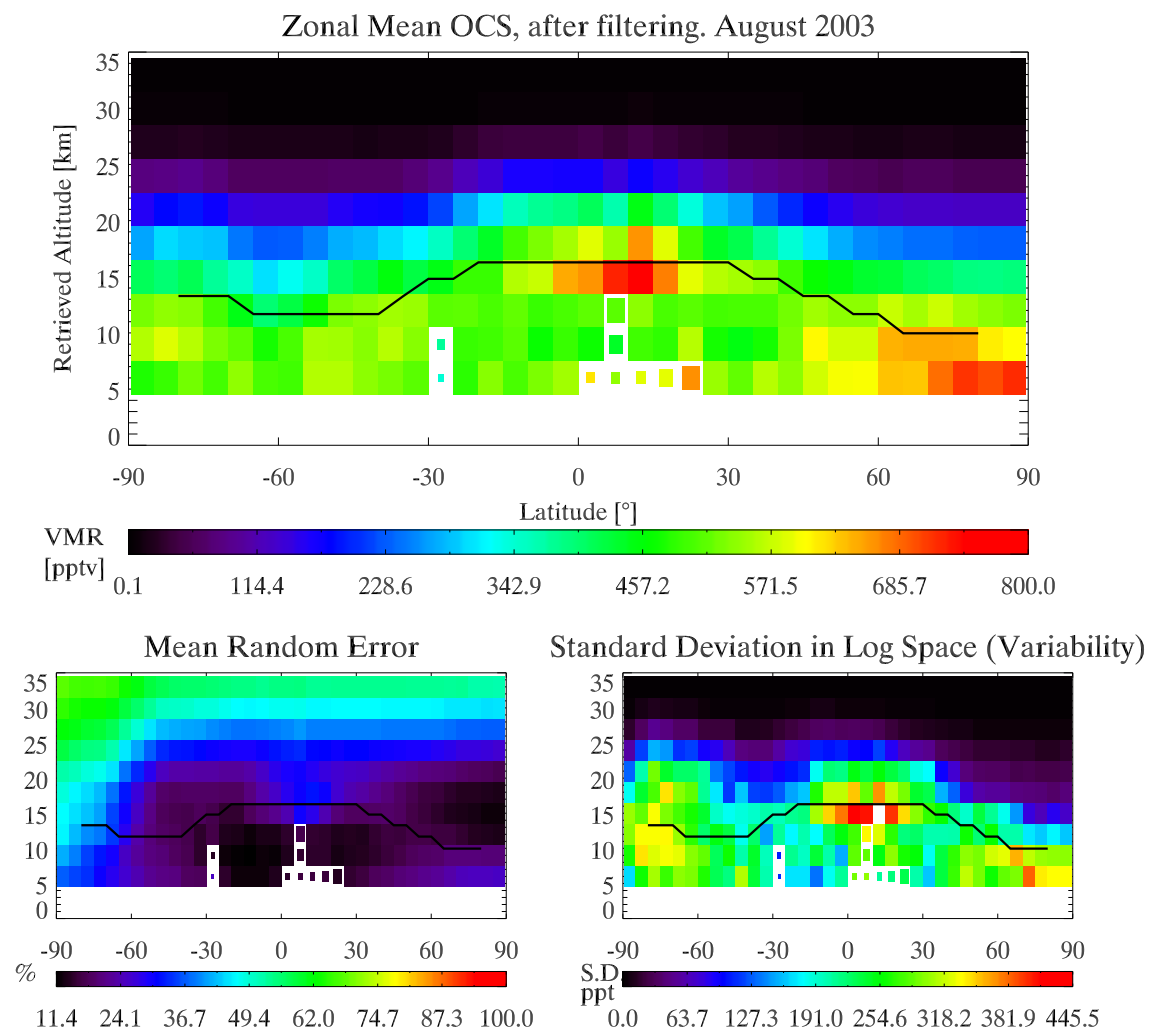 Zonal Mean OCS, after filtering. August 2003
35
30
25
20
15
10
5
0
Retrieved Altitude [km]
-90 -60 -30 0 30 60 90
Latitude [°]
VMR
[pptv]
0.1 114.4 228.6 342.9 457.2 571.5 685.7 800.0
Mean Random Error
35
30
25
20
15
10
5
0
-90 -60 -30 0 30 60 90
%
11.4 24.1 36.7 49.4 62.0 74.7 87.3 100.0
Standard Deviation in Log Space (Variability)
35
30
25
20
15
10
5
0
-90 -60 -30 0 30 60 90
S.D
ppt
0.0 63.7 127.3 191.0 254.6 318.2 381.9 445.5